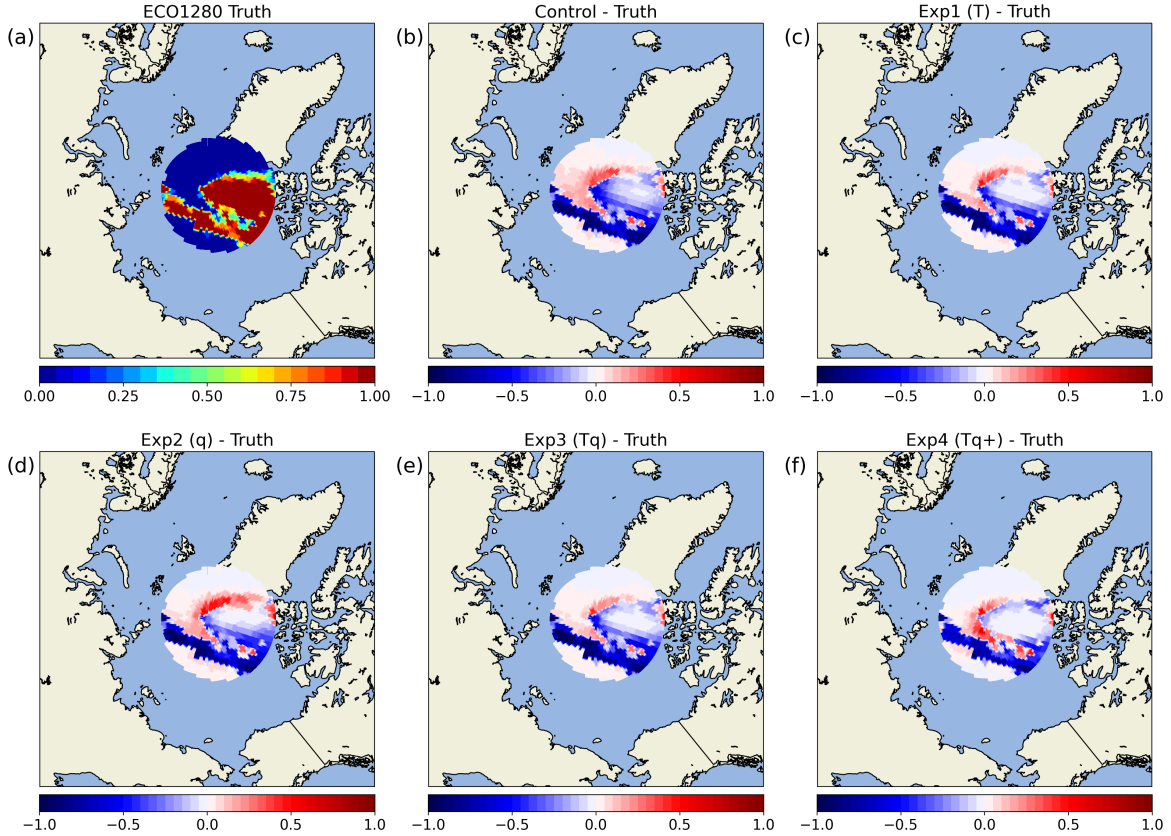 ECO1280 Truth
Control - Truth
Exp1 (T) - Truth
(a)
(b)
(c)
0.00 0.25 0.50 0.75 1.00
−1.0 −0.5 0.0 0.5 1.0
−1.0 −0.5 0.0 0.5 1.0
Exp2 (q) - Truth
Exp3 (Tq) - Truth
Exp4 (Tq+) - Truth
(d)
(e)
(f)
−1.0 −0.5 0.0 0.5 1.0
−1.0 −0.5 0.0 0.5 1.0
−1.0 −0.5 0.0 0.5 1.0